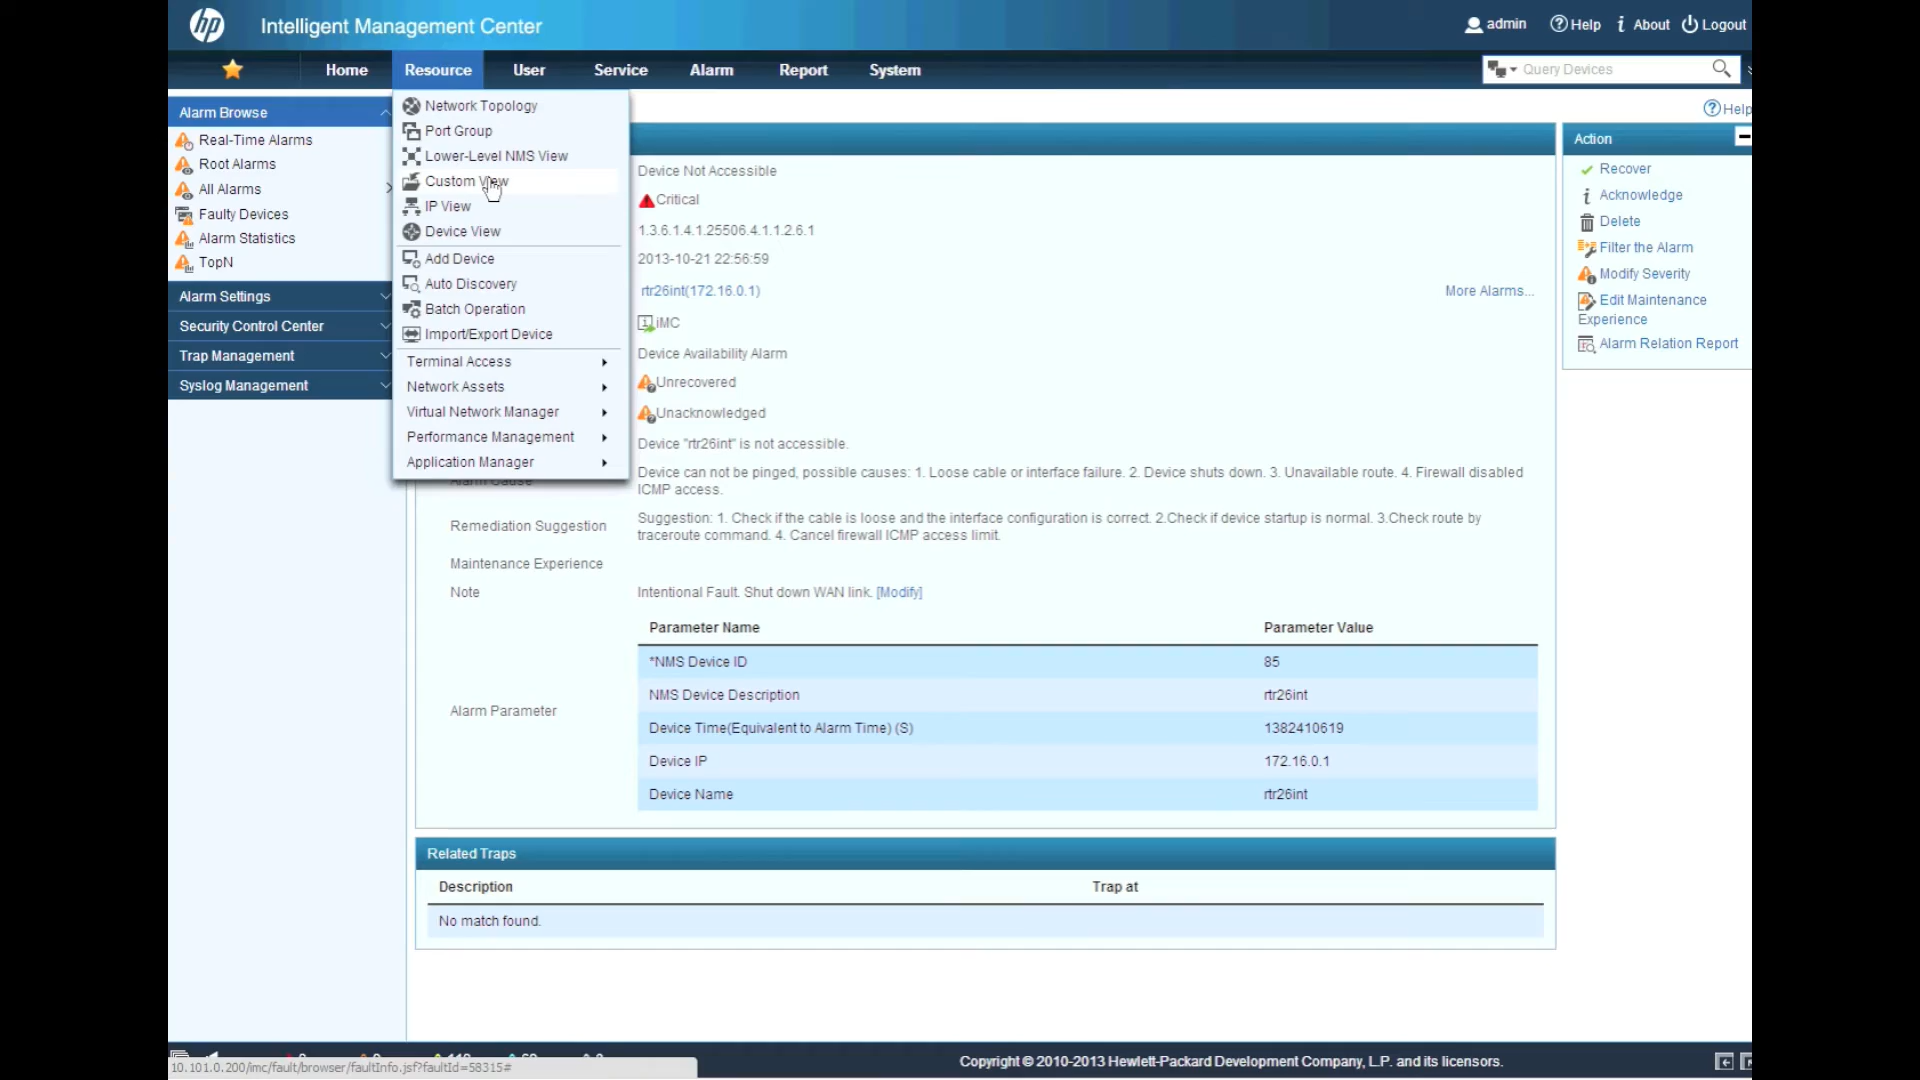 hp Intelligent Management Center
admin Help About Logout
Home Resource User Service Alarm Report System
Query Devices
Help
Alarm Browse
Real-Time Alarms
Root Alarms
All Alarms
Faulty Devices
Alarm Statistics
TopN
Alarm Settings
Security Control Center
Trap Management
Syslog Management
Network Topology
Port Group
Lower-Level NMS View
Custom View
IP View
Device View
Add Device
Auto Discovery
Batch Operation
Import/Export Device
Terminal Access
Network Assets
Virtual Network Manager
Performance Management
Application Manager
Device Not Accessible
Critical
1.3.6.1.4.1.25506.4.1.1.2.6.1
2013-10-21 22:56:59
rtr26int(172.16.0.1) More Alarms...
iMC
Device Availability Alarm
Unrecovered
Unacknowledged
Device "rtr26int" is not accessible.
Alarm Cause
Device can not be pinged, possible causes: 1. Loose cable or interface failure. 2. Device shuts down. 3. Unavailable route. 4. Firewall disabled
ICMP access.
Remediation Suggestion
Suggestion: 1. Check if the cable is loose and the interface configuration is correct. 2.Check if device startup is normal. 3.Check route by
traceroute command. 4. Cancel firewall ICMP access limit.
Maintenance Experience
Note Intentional Fault. Shut down WAN link. [Modify]
Alarm Parameter
Parameter Name Parameter Value
*NMS Device ID 85
NMS Device Description rtr26int
Device Time(Equivalent to Alarm Time) (S) 1382410619
Device IP 172.16.0.1
Device Name rtr26int
Related Traps
Description Trap at
No match found.
Action
Recover
Acknowledge
Delete
Filter the Alarm
Modify Severity
Edit Maintenance
Experience
Alarm Relation Report
10.101.0.200/imc/fault/browser/faultInfo.jsf?faultId=58315#
Copyright © 2010-2013 Hewlett-Packard Development Company, L.P. and its licensors.